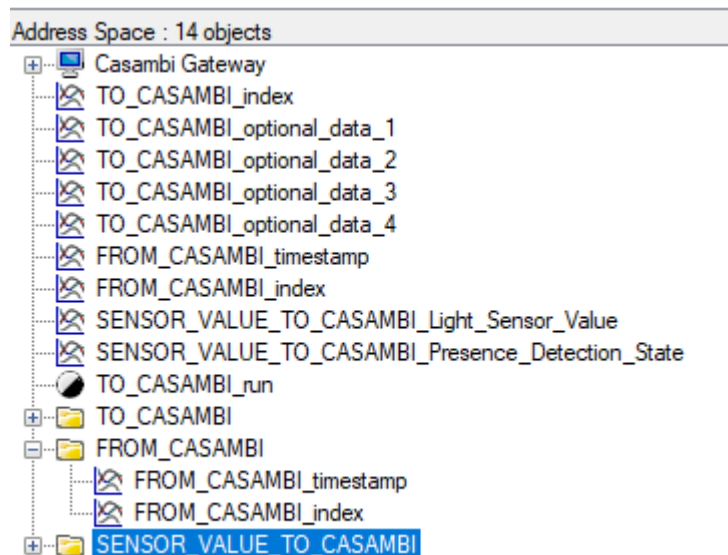 Address Space : 14 objects
Casambi Gateway
TO_CASAMBI_index
TO_CASAMBI_optional_data_1
TO_CASAMBI_optional_data_2
TO_CASAMBI_optional_data_3
TO_CASAMBI_optional_data_4
FROM_CASAMBI_timestamp
FROM_CASAMBI_index
SENSOR_VALUE_TO_CASAMBI_Light_Sensor_Value
SENSOR_VALUE_TO_CASAMBI_Presence_Detection_State
TO_CASAMBI_run
TO_CASAMBI
FROM_CASAMBI
FROM_CASAMBI_timestamp
FROM_CASAMBI_index
SENSOR_VALUE_TO_CASAMBI